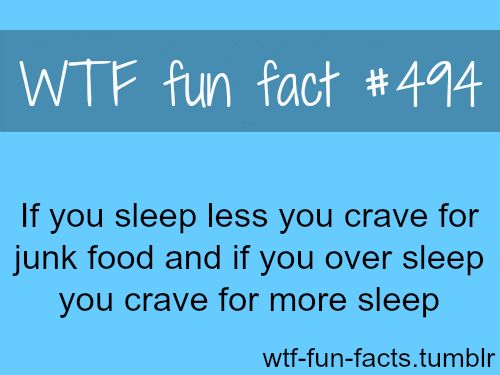 WTF fun fact #494
If you sleep less you crave for
junk food and if you over sleep
you crave for more sleep
wtf-fun-facts.tumblr